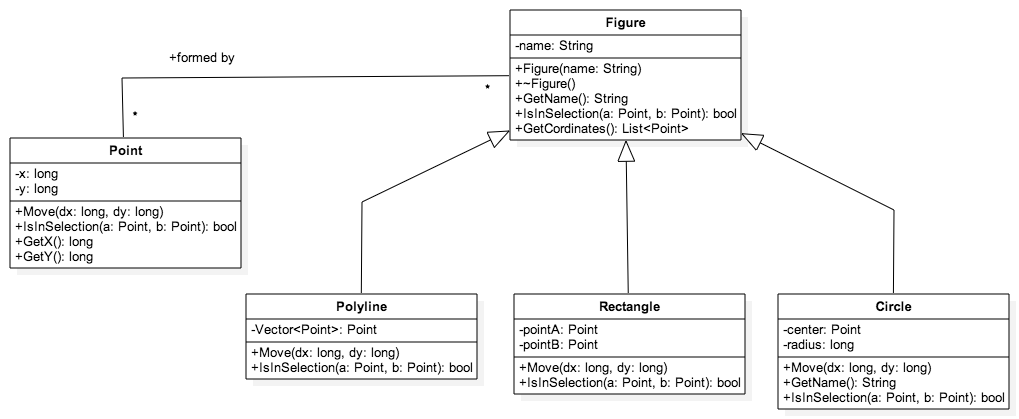 Figure
-name: String
+Figure(name: String)
+~Figure()
+GetName(): String
+IsInSelection(a: Point, b: Point): bool
+GetCordinates(): List<Point>
+formed by
*
*
Point
-x: long
-y: long
+Move(dx: long, dy: long)
+IsInSelection(a: Point, b: Point): bool
+GetX(): long
+GetY(): long
Polyline
-Vector<Point>: Point
+Move(dx: long, dy: long)
+IsInSelection(a: Point, b: Point): bool
Rectangle
-pointA: Point
-pointB: Point
+Move(dx: long, dy: long)
+IsInSelection(a: Point, b: Point): bool
Circle
-center: Point
-radius: long
+Move(dx: long, dy: long)
+GetName(): String
+IsInSelection(a: Point, b: Point): bool